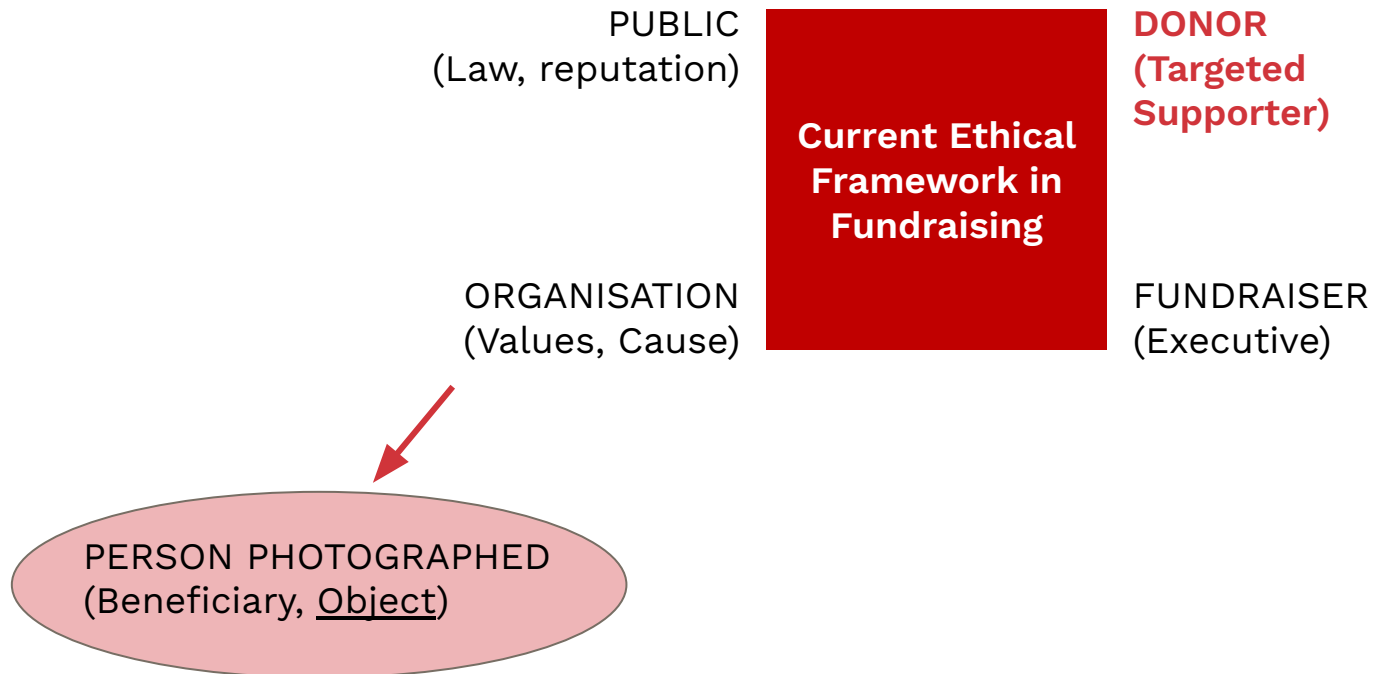 PUBLIC
(Law, reputation)
DONOR
(Targeted
Supporter)
Current Ethical
Framework in
Fundraising
ORGANISATION
(Values, Cause)
FUNDRAISER
(Executive)
PERSON PHOTOGRAPHED
(Beneficiary, Object)